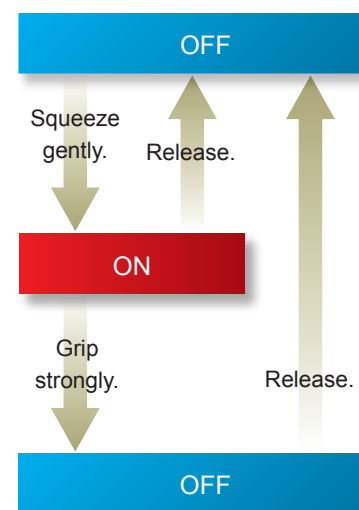 OFF
Squeeze
gently.
Release.
ON
Grip
strongly.
Release.
OFF